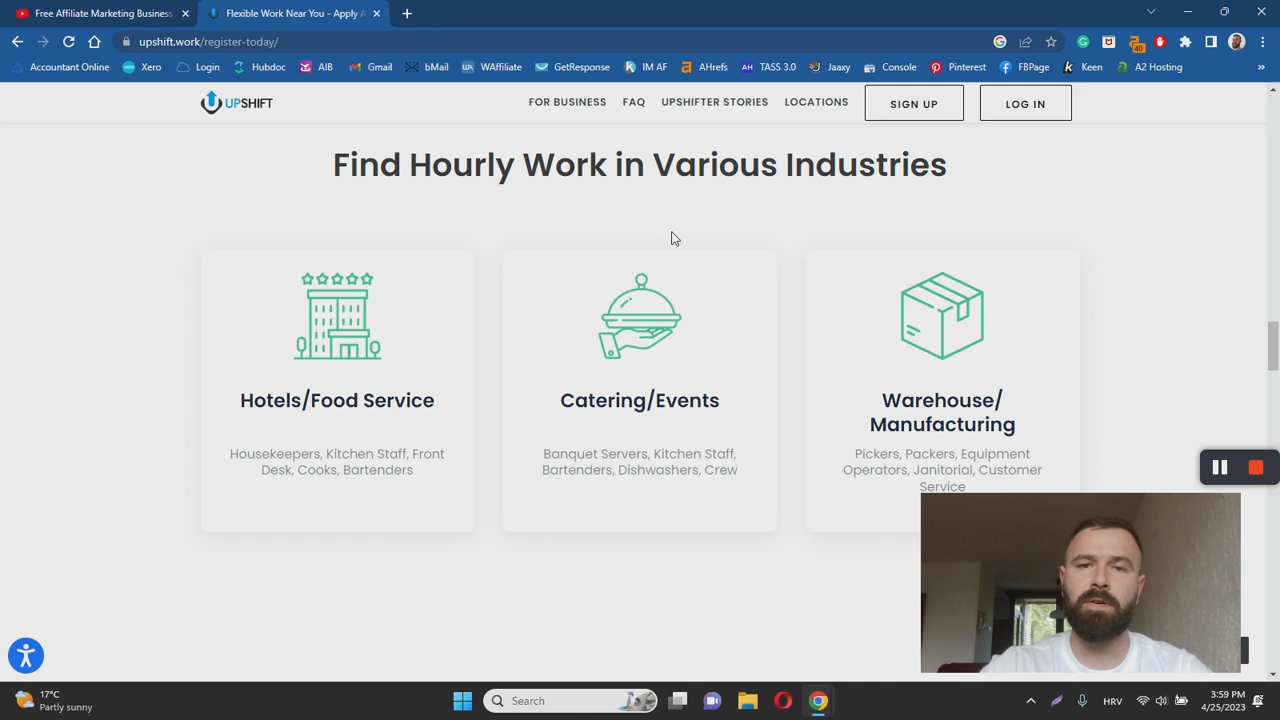 Free Affiliate Marketing Business
Flexible Work Near You - Apply A
upshift.work/register-today/
40
Accountant Online
Xero
Login
Hubdoc
AIB
Gmail
bMail
WAffiliate
GetResponse
IM AF
AHrefs
AH
TASS 3.0
Jaaxy
Console
Pinterest
FBPage
Keen
A2 Hosting
»
UPSHIFT
FOR BUSINESS
FAQ
UPSHIFTER STORIES
LOCATIONS
SIGN UP
LOG IN
Find Hourly Work in Various Industries
Hotels/Food Service
Housekeepers, Kitchen Staff, Front
Desk, Cooks, Bartenders
Catering/Events
Banquet Servers, Kitchen Staff,
Bartenders, Dishwashers, Crew
Warehouse/
Manufacturing
Pickers, Packers, Equipment
Operators, Janitorial, Customer
Service
17°C
Partly sunny
Search
HRV
3:59 PM
4/25/2023